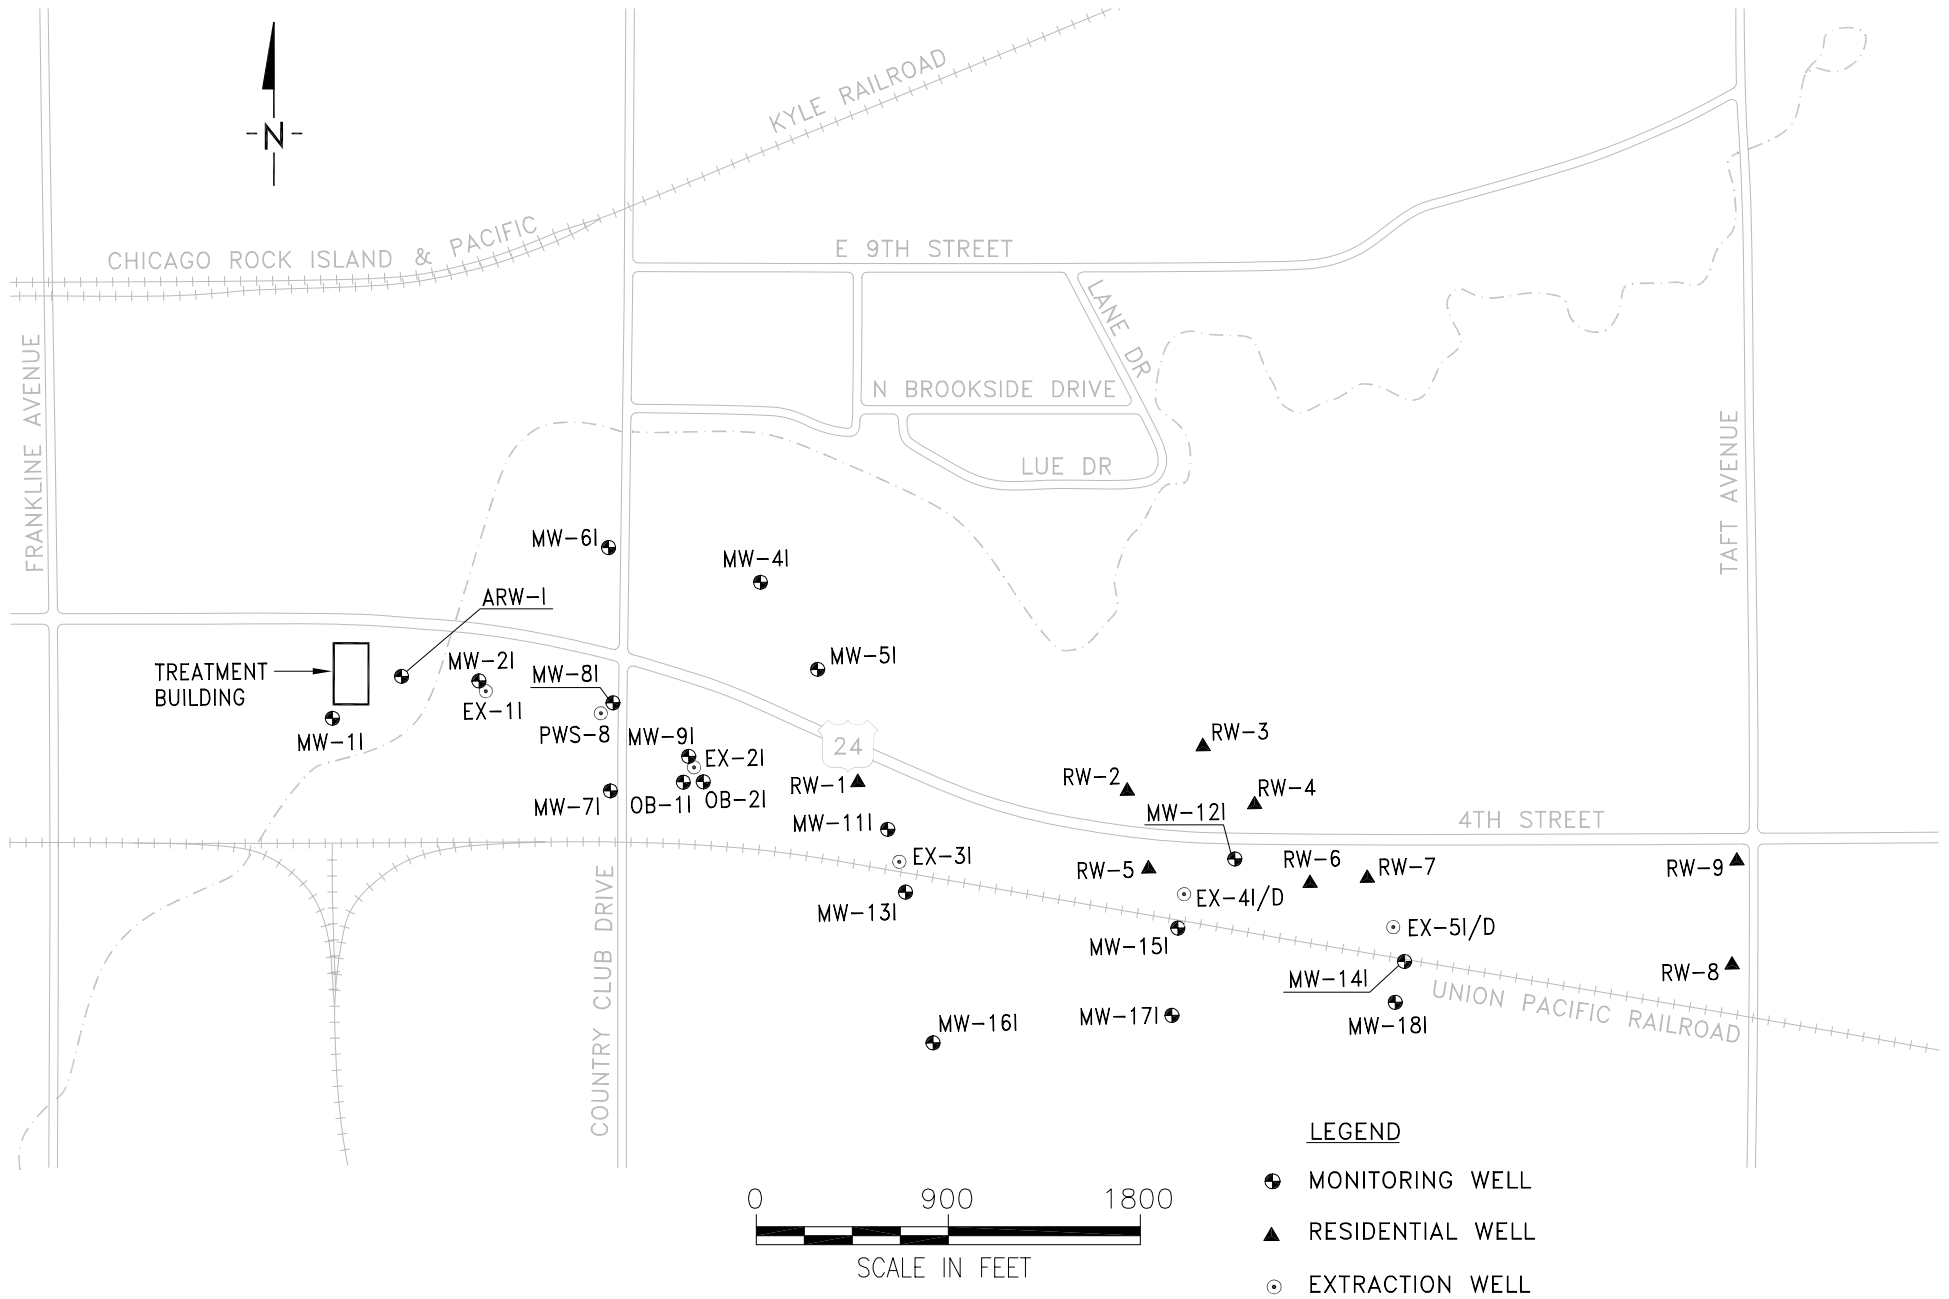 N
KYLE RAILROAD
CHICAGO ROCK ISLAND & PACIFIC
E 9TH STREET
LANE DR
N BROOKSIDE DRIVE
LUE DR
FRANKLINE AVENUE
TAFT AVENUE
MW-6I
MW-4I
ARW-I
MW-5I
TREATMENT
BUILDING
MW-2I
MW-8I
EX-1I
PWS-8
MW-1I
MW-9I
EX-2I
24
RW-3
RW-1
RW-2
RW-4
MW-7I
OB-1I
OB-2I
MW-11I
MW-12I
4TH STREET
EX-3I
RW-5
RW-6
RW-7
RW-9
MW-13I
EX-4I/D
EX-5I/D
MW-15I
MW-14I
RW-8
COUNTRY CLUB DRIVE
UNION PACIFIC RAILROAD
MW-16I
MW-17I
MW-18I
LEGEND
MONITORING WELL
RESIDENTIAL WELL
EXTRACTION WELL
0 900 1800
SCALE IN FEET